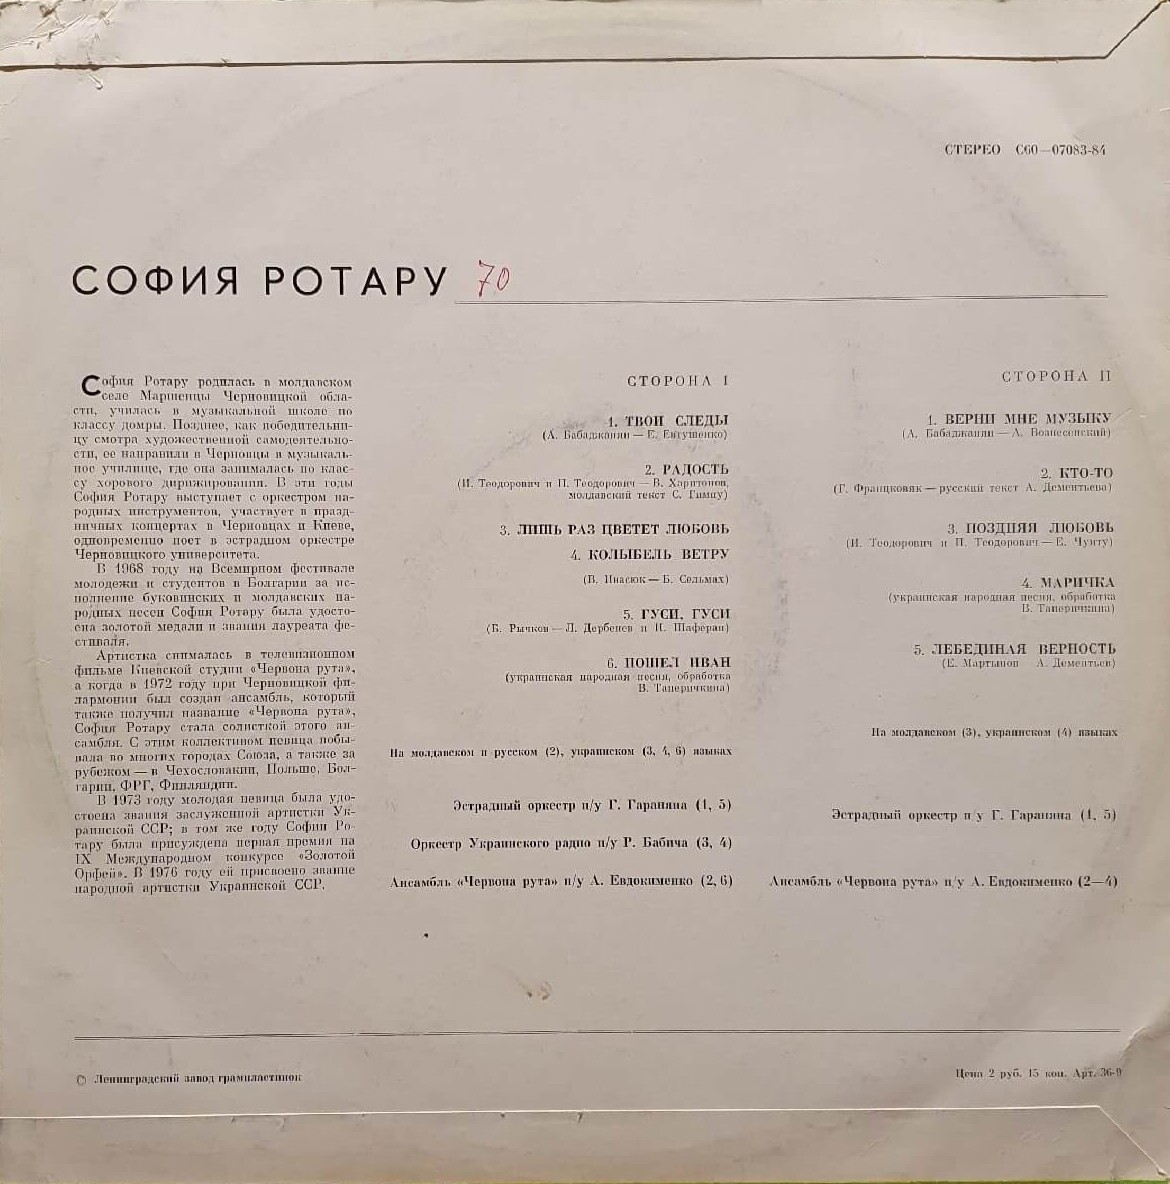 СТЕРЕО С60—07083-84
СОФИЯ РОТАРУ 70
София Ротару родилась в молдавском
селе Маршенцы Черновицкой обла-
сти, училась в музыкальной школе по
классу домры. Позднее, как победительни-
цу смотра художественной самодеятельно-
сти, ее направили в Черновцы в музыкаль-
ное училище, где она занималась по клас-
су хорового дирижирования. В эти годы
София Ротару выступает с оркестром на-
родных инструментов, участвует в празд-
ничных концертах в Черновцах и Киеве,
одновременно поет в эстрадном оркестре
Черновицкого университета.
В 1968 году на Всемирном фестивале
молодежи и студентов в Болгарии за ис-
полнение буковинских и молдавских на-
родных песен София Ротару была удосто-
ена золотой медали и звания лауреата фе-
стиваля.
Артистка снималась в телевизионном
фильме Киевской студии «Червона рута»,
а когда в 1972 году при Черновицкой фи-
лармонии был создан ансамбль, который
также получил название «Червона рута»,
София Ротару стала солисткой этого ан-
самбля. С этим коллективом певица побы-
вала во многих городах Союза, а также за
рубежом — в Чехословакии, Польше, Бол-
гарии, ФРГ, Финляндии.
В 1973 году молодая певица была удо-
стоена звания заслуженной артистки Ук-
раинской ССР; в том же году Софии Ро-
тару была присуждена первая премия на
IX Международном конкурсе «Золотой
Орфей». В 1976 году ей присвоено звание
народной артистки Украинской ССР.
СТОРОНА I
1. ТВОИ СЛЕДЫ
(А. Бабаджанян — Е. Евтушенко)
2. РАДОСТЬ
(И. Теодорович и П. Теодорович — В. Харитонов,
молдавский текст С. Гимпу)
3. ЛИШЬ РАЗ ЦВЕТЕТ ЛЮБОВЬ
4. КОЛЫБЕЛЬ ВЕТРУ
(В. Ивасюк — Б. Сельмах)
5. ГУСИ, ГУСИ
(Б. Рычков — Л. Дербенев и И. Шаферан)
6. ПОШЕЛ ИВАН
(украинская народная песня, обработка
В. Таперичкина)
На молдавском и русском (2), украинском (3, 4, 6) языках
Эстрадный оркестр п/у Г. Гараняна (1, 5)
Оркестр Украинского радио п/у Р. Бабича (3, 4)
Ансамбль «Червона рута» п/у А. Евдокименко (2, 6)
СТОРОНА II
1. ВЕРНИ МНЕ МУЗЫКУ
(А. Бабаджанян — А. Вознесенский)
2. КТО-ТО
(Г. Францковяк — русский текст А. Дементьева)
3. ПОЗДНЯЯ ЛЮБОВЬ
(И. Теодорович и П. Теодорович — Е. Чунту)
4. МАРИЧКА
(украинская народная песня, обработка
В. Таперичкина)
5. ЛЕБЕДИНАЯ ВЕРНОСТЬ
(Е. Мартынов А. Дементьев)
На молдавском (3), украинском (4) языках
Эстрадный оркестр п/у Г. Гараняна (1, 5)
Ансамбль «Червона рута» п/у А. Евдокименко (2—4)
© Ленинградский завод грампластинок
Цена 2 руб. 15 коп. Арт. 36-9